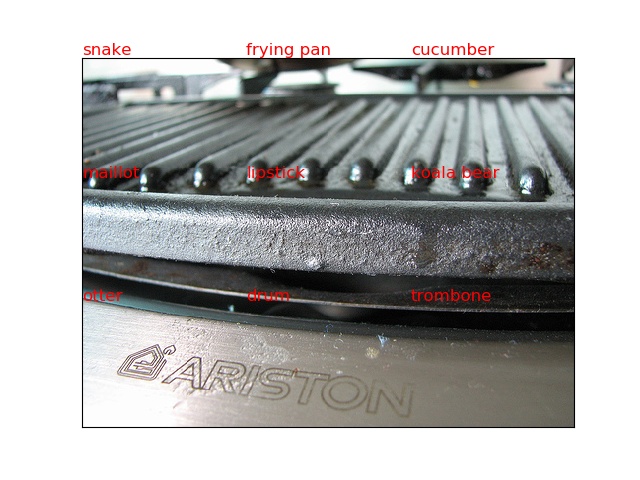 snake frying pan cucumber
maillot lipstick koala bear
otter drum trombone
ARISTON